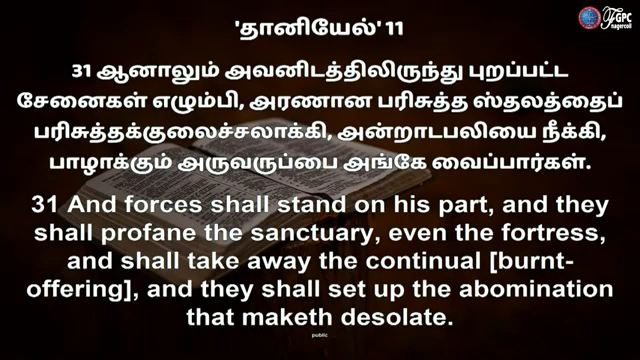 GPC
nagercoil
'தானியேல்' 11
31 ஆனாலும் அவனிடத்திலிருந்து புறப்பட்ட
சேனைகள் எழும்பி, அரணான பரிசுத்த ஸ்தலத்தைப்
பரிசுத்தக்குலைச்சலாக்கி, அன்றாடபலியை நீக்கி,
பாழாக்கும் அருவருப்பை அங்கே வைப்பார்கள்.
31 And forces shall stand on his part, and they
shall profane the sanctuary, even the fortress,
and shall take away the continual [burnt-
offering], and they shall set up the abomination
that maketh desolate.
public